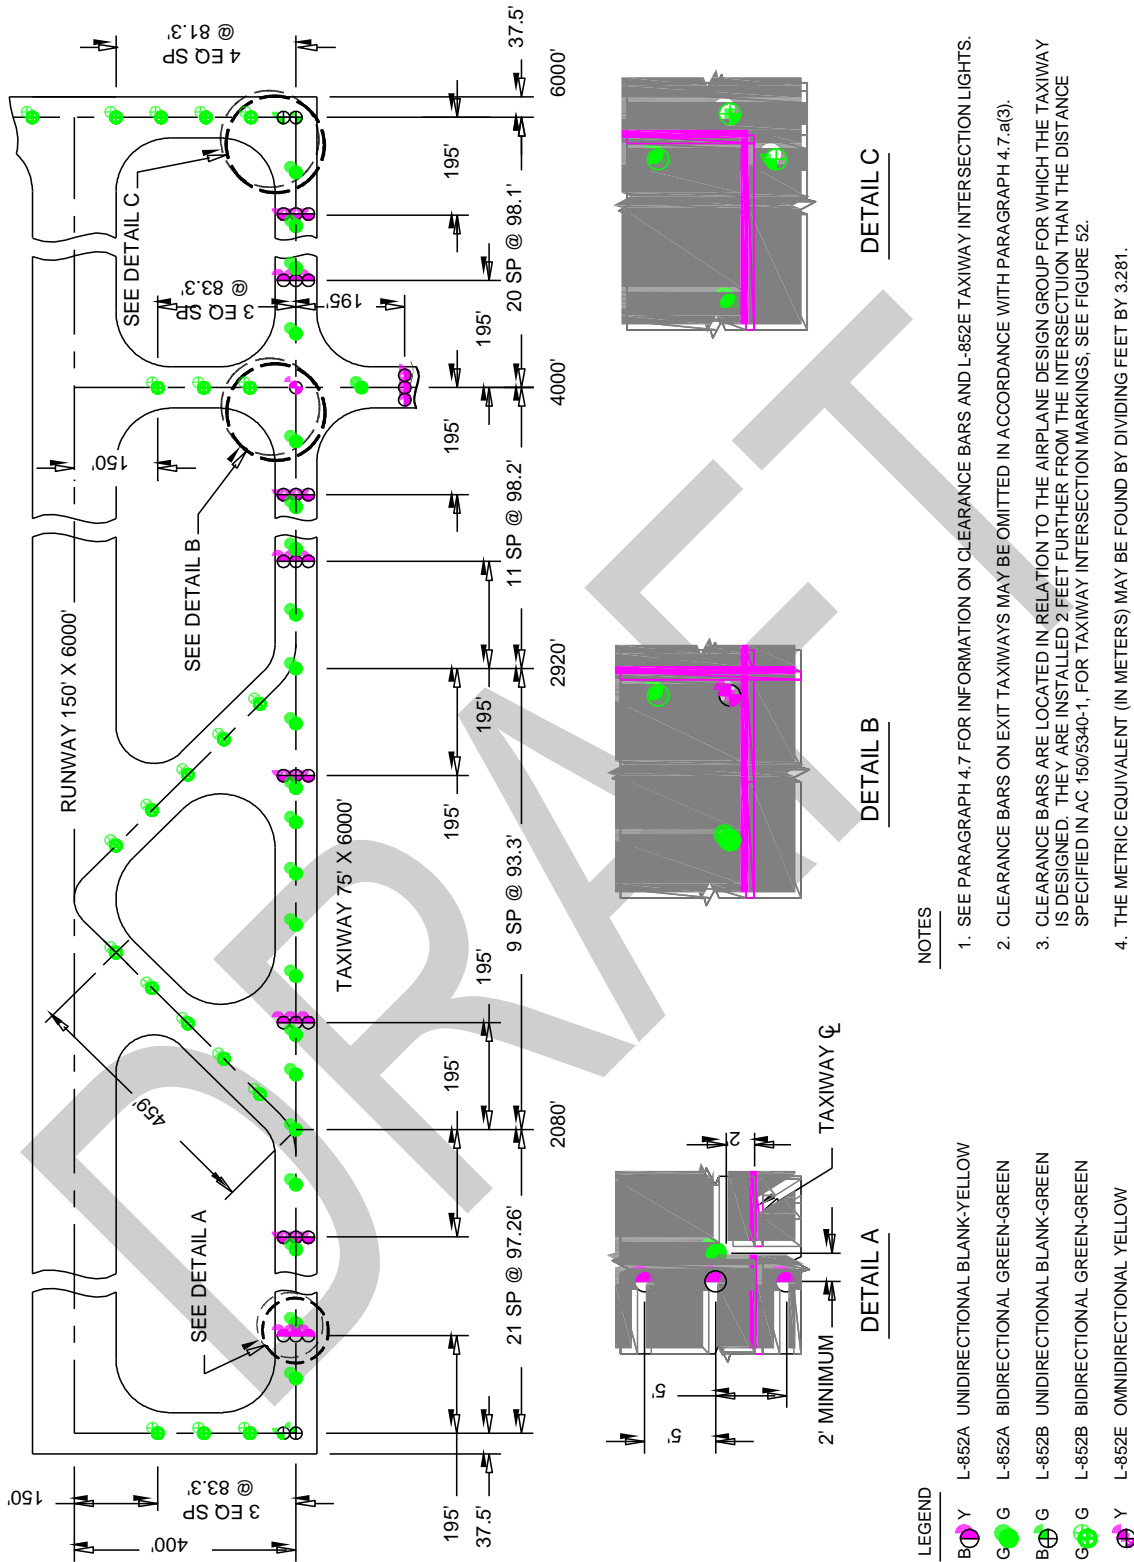 RUNWAY 150' X 6000'
TAXIWAY 75' X 6000'
SEE DETAIL A
SEE DETAIL B
SEE DETAIL C
150'
400'
3 EQ SP
@ 83.3'
459'
150'
3 EQ SP
@ 83.3'
195'
4 EQ SP
@ 81.3'
195'
195'
195'
195'
195'
195'
195'
195'
195'
195'
37.5'
21 SP @ 97.26'
9 SP @ 93.3'
11 SP @ 98.2'
20 SP @ 98.1'
37.5'
2080'
2920'
4000'
6000'
5'
5'
2' MINIMUM
2'
TAXIWAY ℄
DETAIL A
DETAIL B
DETAIL C
LEGEND
B Y L-852A UNIDIRECTIONAL BLANK-YELLOW
G G L-852A BIDIRECTIONAL GREEN-GREEN
B G L-852B UNIDIRECTIONAL BLANK-GREEN
G G L-852B BIDIRECTIONAL GREEN-GREEN
Y L-852E OMNIDIRECTIONAL YELLOW
NOTES
1. SEE PARAGRAPH 4.7 FOR INFORMATION ON CLEARANCE BARS AND L-852E TAXIWAY INTERSECTION LIGHTS.
2. CLEARANCE BARS ON EXIT TAXIWAYS MAY BE OMITTED IN ACCORDANCE WITH PARAGRAPH 4.7.a(3).
3. CLEARANCE BARS ARE LOCATED IN RELATION TO THE AIRPLANE DESIGN GROUP FOR WHICH THE TAXIWAY
IS DESIGNED. THEY ARE INSTALLED 2 FEET FURTHER FROM THE INTERSECTION THAN THE DISTANCE
SPECIFIED IN AC 150/5340-1, FOR TAXIWAY INTERSECTION MARKINGS, SEE FIGURE 52.
4. THE METRIC EQUIVALENT (IN METERS) MAY BE FOUND BY DIVIDING FEET BY 3.281.
DRAFT